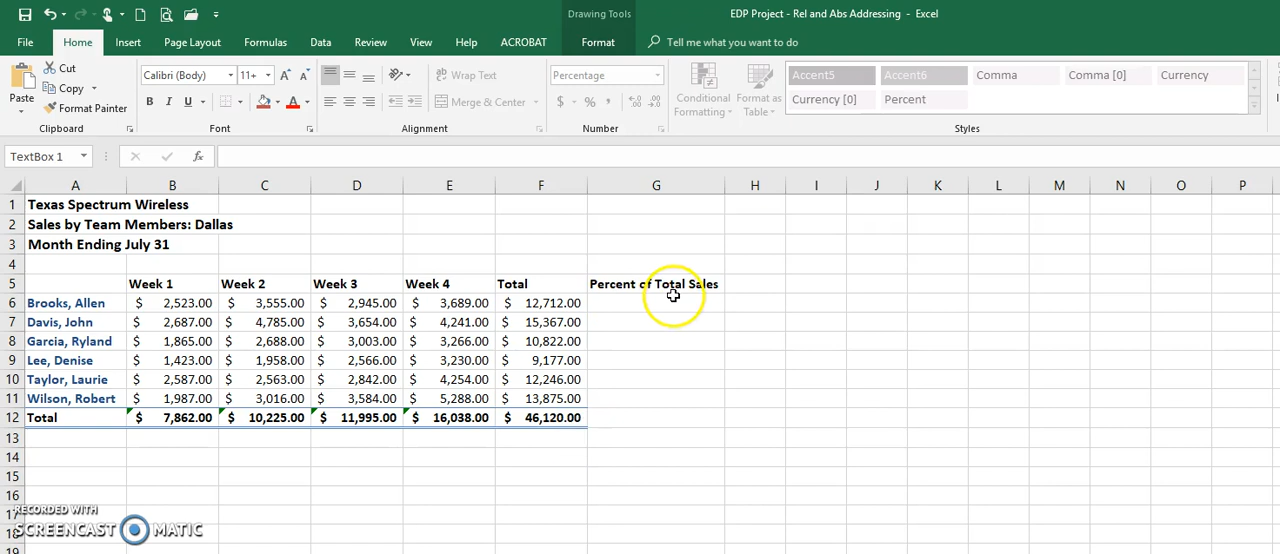 Drawing Tools
EDP Project - Rel and Abs Addressing - Excel
File Home Insert Page Layout Formulas Data Review View Help ACROBAT Format Tell me what you want to do
Paste
Cut
Copy
Format Painter
Clipboard
Calibri (Body) 11+ A A
B I U A
Font
ab Wrap Text
Merge & Center
Alignment
Percentage
$ % ,
Number
Conditional Formatting
Format as Table
Accent5 Accent6 Comma Comma [0] Currency
Currency [0] Percent
Styles
TextBox 1 fx
A B C D E F G H I J K L M N O P
1 Texas Spectrum Wireless
2 Sales by Team Members: Dallas
3 Month Ending July 31
4
5 Week 1 Week 2 Week 3 Week 4 Total Percent of Total Sales
6 Brooks, Allen $ 2,523.00 $ 3,555.00 $ 2,945.00 $ 3,689.00 $ 12,712.00
7 Davis, John $ 2,687.00 $ 4,785.00 $ 3,654.00 $ 4,241.00 $ 15,367.00
8 Garcia, Ryland $ 1,865.00 $ 2,688.00 $ 3,003.00 $ 3,266.00 $ 10,822.00
9 Lee, Denise $ 1,423.00 $ 1,958.00 $ 2,566.00 $ 3,230.00 $ 9,177.00
10 Taylor, Laurie $ 2,587.00 $ 2,563.00 $ 2,842.00 $ 4,254.00 $ 12,246.00
11 Wilson, Robert $ 1,987.00 $ 3,016.00 $ 3,584.00 $ 5,288.00 $ 13,875.00
12 Total $ 7,862.00 $ 10,225.00 $ 11,995.00 $ 16,038.00 $ 46,120.00
13
14
15
16
RECORDED WITH
SCREENCAST MATIC